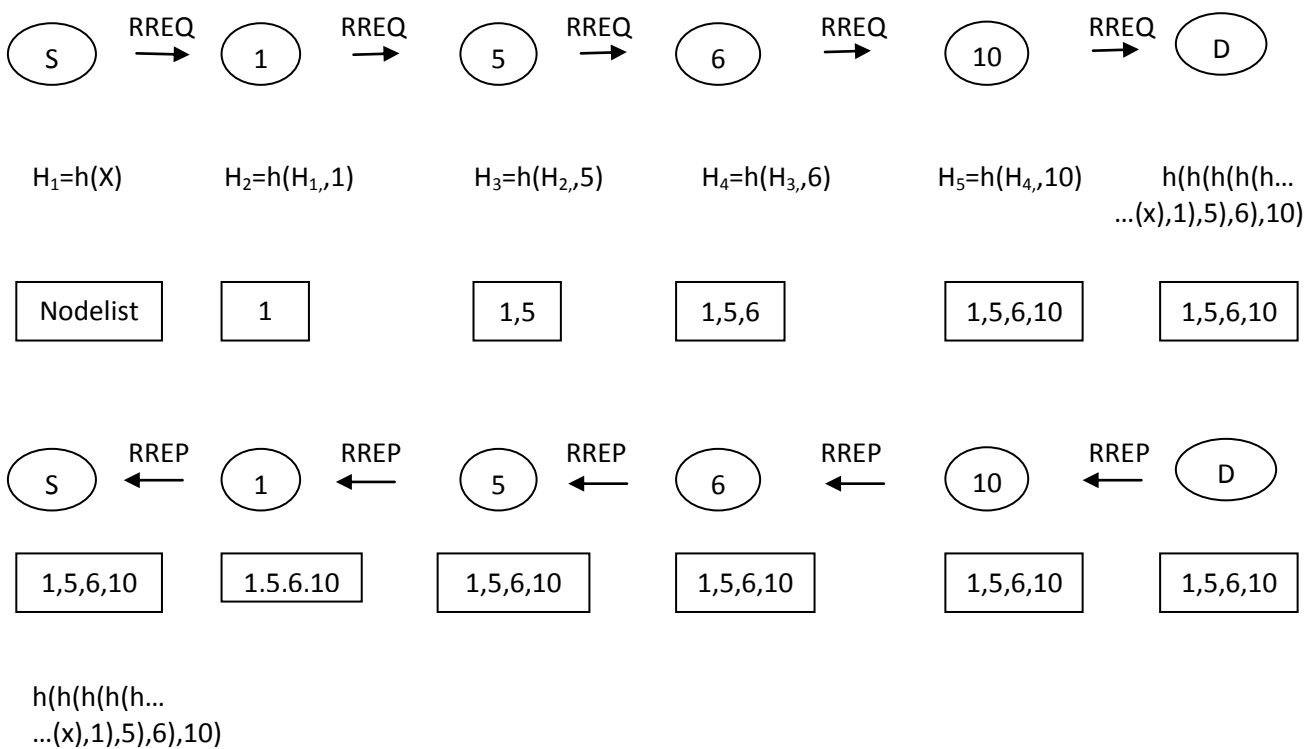 RREQ RREQ RREQ RREQ RREQ
S 1 5 6 10 D
H₁=h(X) H₂=h(H₁,,1) H₃=h(H₂,,5) H₄=h(H₃,,6) H₅=h(H₄,,10) h(h(h(h(h...
...(x),1),5),6),10)
Nodelist 1 1,5 1,5,6 1,5,6,10 1,5,6,10
RREP RREP RREP RREP RREP
S 1 5 6 10 D
1,5,6,10 1.5.6.10 1,5,6,10 1,5,6,10 1,5,6,10 1,5,6,10
h(h(h(h(h...
...(x),1),5),6),10)